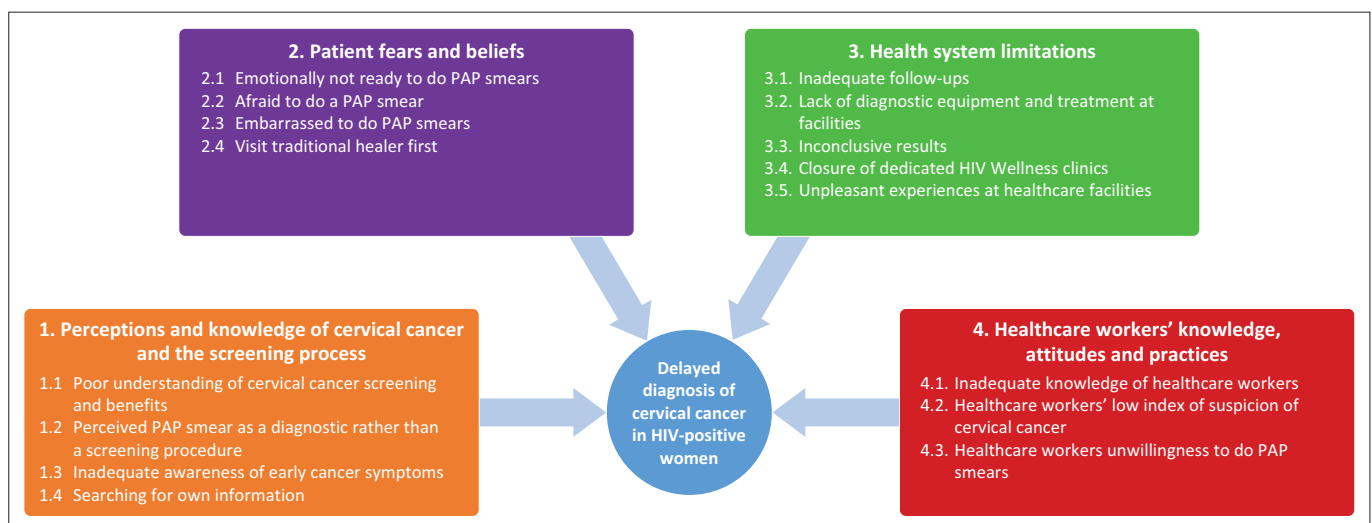 2. Patient fears and beliefs
2.1 Emotionally not ready to do PAP smears
2.2 Afraid to do a PAP smear
2.3 Embarrassed to do PAP smears
2.4 Visit traditional healer first
3. Health system limitations
3.1. Inadequate follow-ups
3.2. Lack of diagnostic equipment and treatment at
facilities
3.3. Inconclusive results
3.4. Closure of dedicated HIV Wellness clinics
3.5. Unpleasant experiences at healthcare facilities
1. Perceptions and knowledge of cervical cancer
and the screening process
1.1 Poor understanding of cervical cancer screening
and benefits
1.2 Perceived PAP smear as a diagnostic rather than
a screening procedure
1.3 Inadequate awareness of early cancer symptoms
1.4 Searching for own information
Delayed
diagnosis of
cervical cancer
in HIV-positive
women
4. Healthcare workers’ knowledge,
attitudes and practices
4.1. Inadequate knowledge of healthcare workers
4.2. Healthcare workers’ low index of suspicion of
cervical cancer
4.3. Healthcare workers unwillingness to do PAP
smears